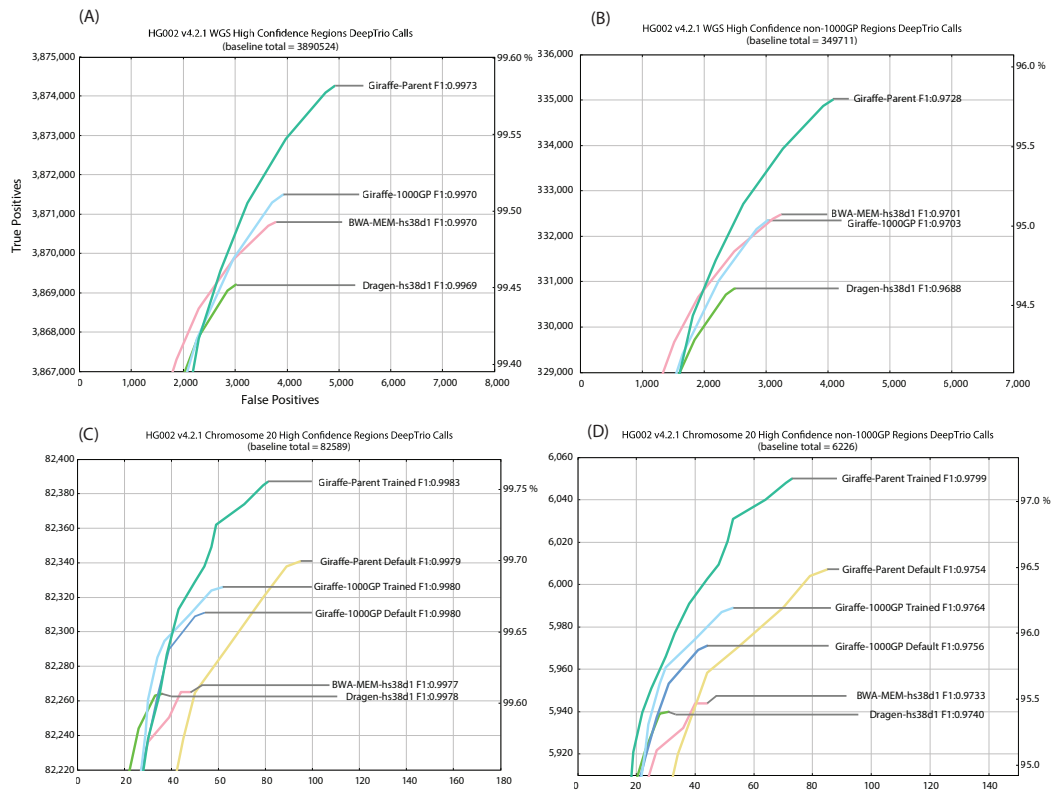 (A)
HG002 v4.2.1 WGS High Confidence Regions DeepTrio Calls
(baseline total = 3890524)
3,875,000
3,874,000
3,873,000
3,872,000
3,871,000
3,870,000
3,869,000
3,868,000
3,867,000
True Positives
99.60 %
99.55
99.50
99.45
99.40
Giraffe-Parent F1:0.9973
Giraffe-1000GP F1:0.9970
BWA-MEM-hs38d1 F1:0.9970
Dragen-hs38d1 F1:0.9969
0 1,000 2,000 3,000 4,000 5,000 6,000 7,000 8,000
False Positives
(B)
HG002 v4.2.1 WGS High Confidence non-1000GP Regions DeepTrio Calls
(baseline total = 349711)
336,000
335,000
333,000
332,000
331,000
330,000
329,000
96.0 %
95.5
95.0
94.5
Giraffe-Parent F1:0.9728
BWA-MEM-hs38d1 F1:0.9701
Giraffe-1000GP F1:0.9703
Dragen-hs38d1 F1:0.9688
0 1,000 2,000 3,000 4,000 5,000 6,000 7,000
(C)
HG002 v4.2.1 Chromosome 20 High Confidence Regions DeepTrio Calls
(baseline total = 82589)
82,400
82,380
82,360
82,340
82,320
82,300
82,280
82,260
82,240
82,220
99.75 %
99.70
99.65
99.60
Giraffe-Parent Trained F1:0.9983
Giraffe-Parent Default F1:0.9979
Giraffe-1000GP Trained F1:0.9980
Giraffe-1000GP Default F1:0.9980
BWA-MEM-hs38d1 F1:0.9977
Dragen-hs38d1 F1:0.9978
0 20 40 60 80 100 120 140 160 180
(D)
HG002 v4.2.1 Chromosome 20 High Confidence non-1000GP Regions DeepTrio Calls
(baseline total = 6226)
6,060
6,040
6,020
6,000
5,980
5,960
5,940
5,920
97.0 %
96.5
96.0
95.5
95.0
Giraffe-Parent Trained F1:0.9799
Giraffe-Parent Default F1:0.9754
Giraffe-1000GP Trained F1:0.9764
Giraffe-1000GP Default F1:0.9756
BWA-MEM-hs38d1 F1:0.9733
Dragen-hs38d1 F1:0.9740
0 20 40 60 80 100 120 140